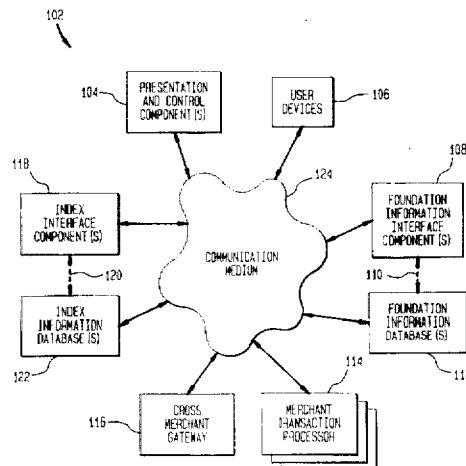 102
104
PRESENTATION
AND CONTROL
COMPONENT(S)
USER
DEVICES
106
118
INDEX
INTERFACE
COMPONENT(S)
124
108
FOUNDATION
INFORMATION
INTERFACE
COMPONENT(S)
COMMUNICATION
MEDIUM
120
110
INDEX
INFORMATION
DATABASE(S)
122
FOUNDATION
INFORMATION
DATABASE(S)
114
116
CROSS
MERCHANT
GATEWAY
MERCHANT
TRANSACTION
PROCESSOR